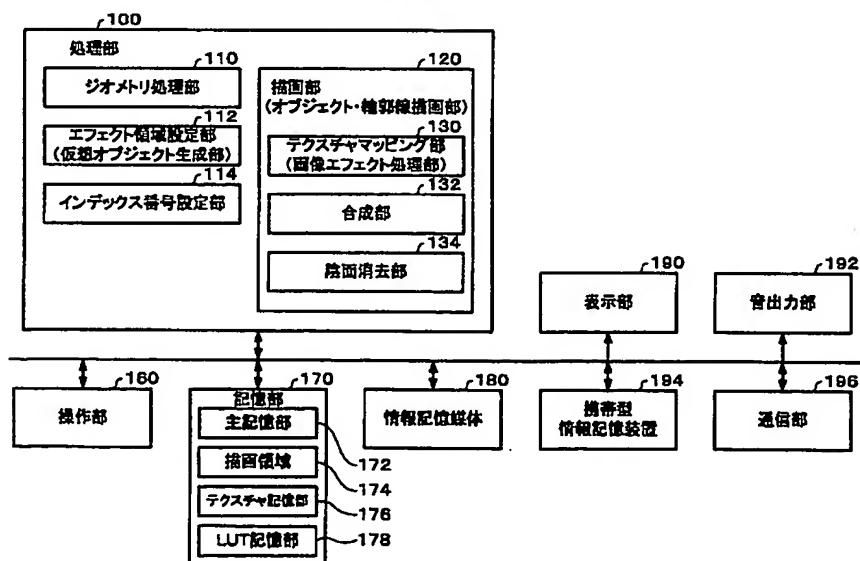 100
処理部
110
ジオメトリ処理部
112
エフェクト領域設定部
(仮想オブジェクト生成部)
114
インデックス番号設定部
120
描画部
(オブジェクト・輪郭線描画部)
130
テクスチャマッピング部
(画像エフェクト処理部)
132
合成部
134
陰面消去部
190
表示部
192
音出力部
160
操作部
170
記憶部
主記憶部
172
描画領域
174
テクスチャ記憶部
176
LUT記憶部
178
180
情報記憶媒体
194
携帯型
情報記憶装置
196
通信部